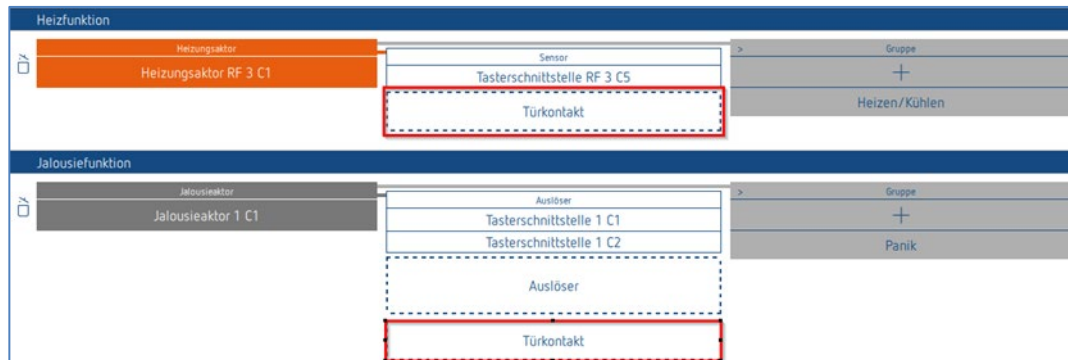 Heizfunktion
Heizungsaktor
Heizungsaktor RF 3 C1
Sensor
Tasterschnittstelle RF 3 C5
Türkontakt
> Gruppe
+
Heizen/Kühlen
Jalousiefunktion
Jalousieaktor
Jalousieaktor 1 C1
Auslöser
Tasterschnittstelle 1 C1
Tasterschnittstelle 1 C2
Auslöser
Türkontakt
> Gruppe
+
Panik